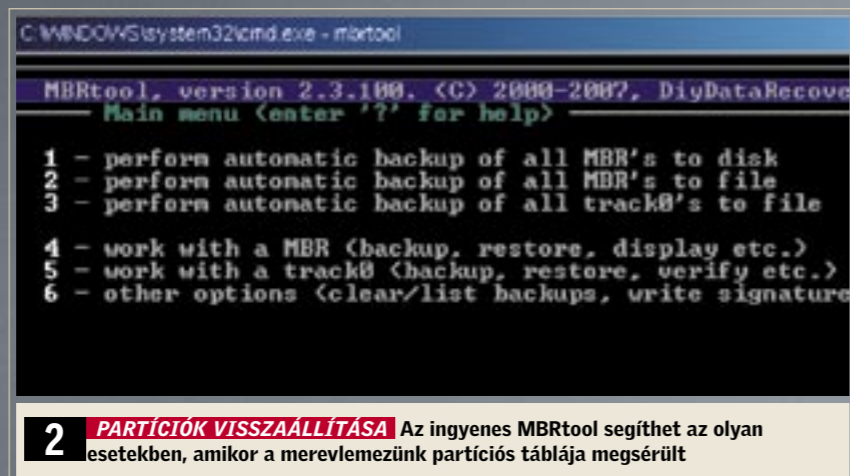 C:\WINDOWS\system32\cmd.exe - mbrtool
MBRtool, version 2.3.100. (C) 2000-2007, DiyDataRecove
Main menu (enter '?' for help)
1 - perform automatic backup of all MBR's to disk
2 - perform automatic backup of all MBR's to file
3 - perform automatic backup of all track0's to file
4 - work with a MBR (backup, restore, display etc.)
5 - work with a track0 (backup, restore, verify etc.)
6 - other options (clear/list backups, write signature
2 PARTÍCIÓK VISSZAÁLLÍTÁSA Az ingyenes MBRtool segíthet az olyan
esetekben, amikor a merevlemezünk partíciós táblája megsérült